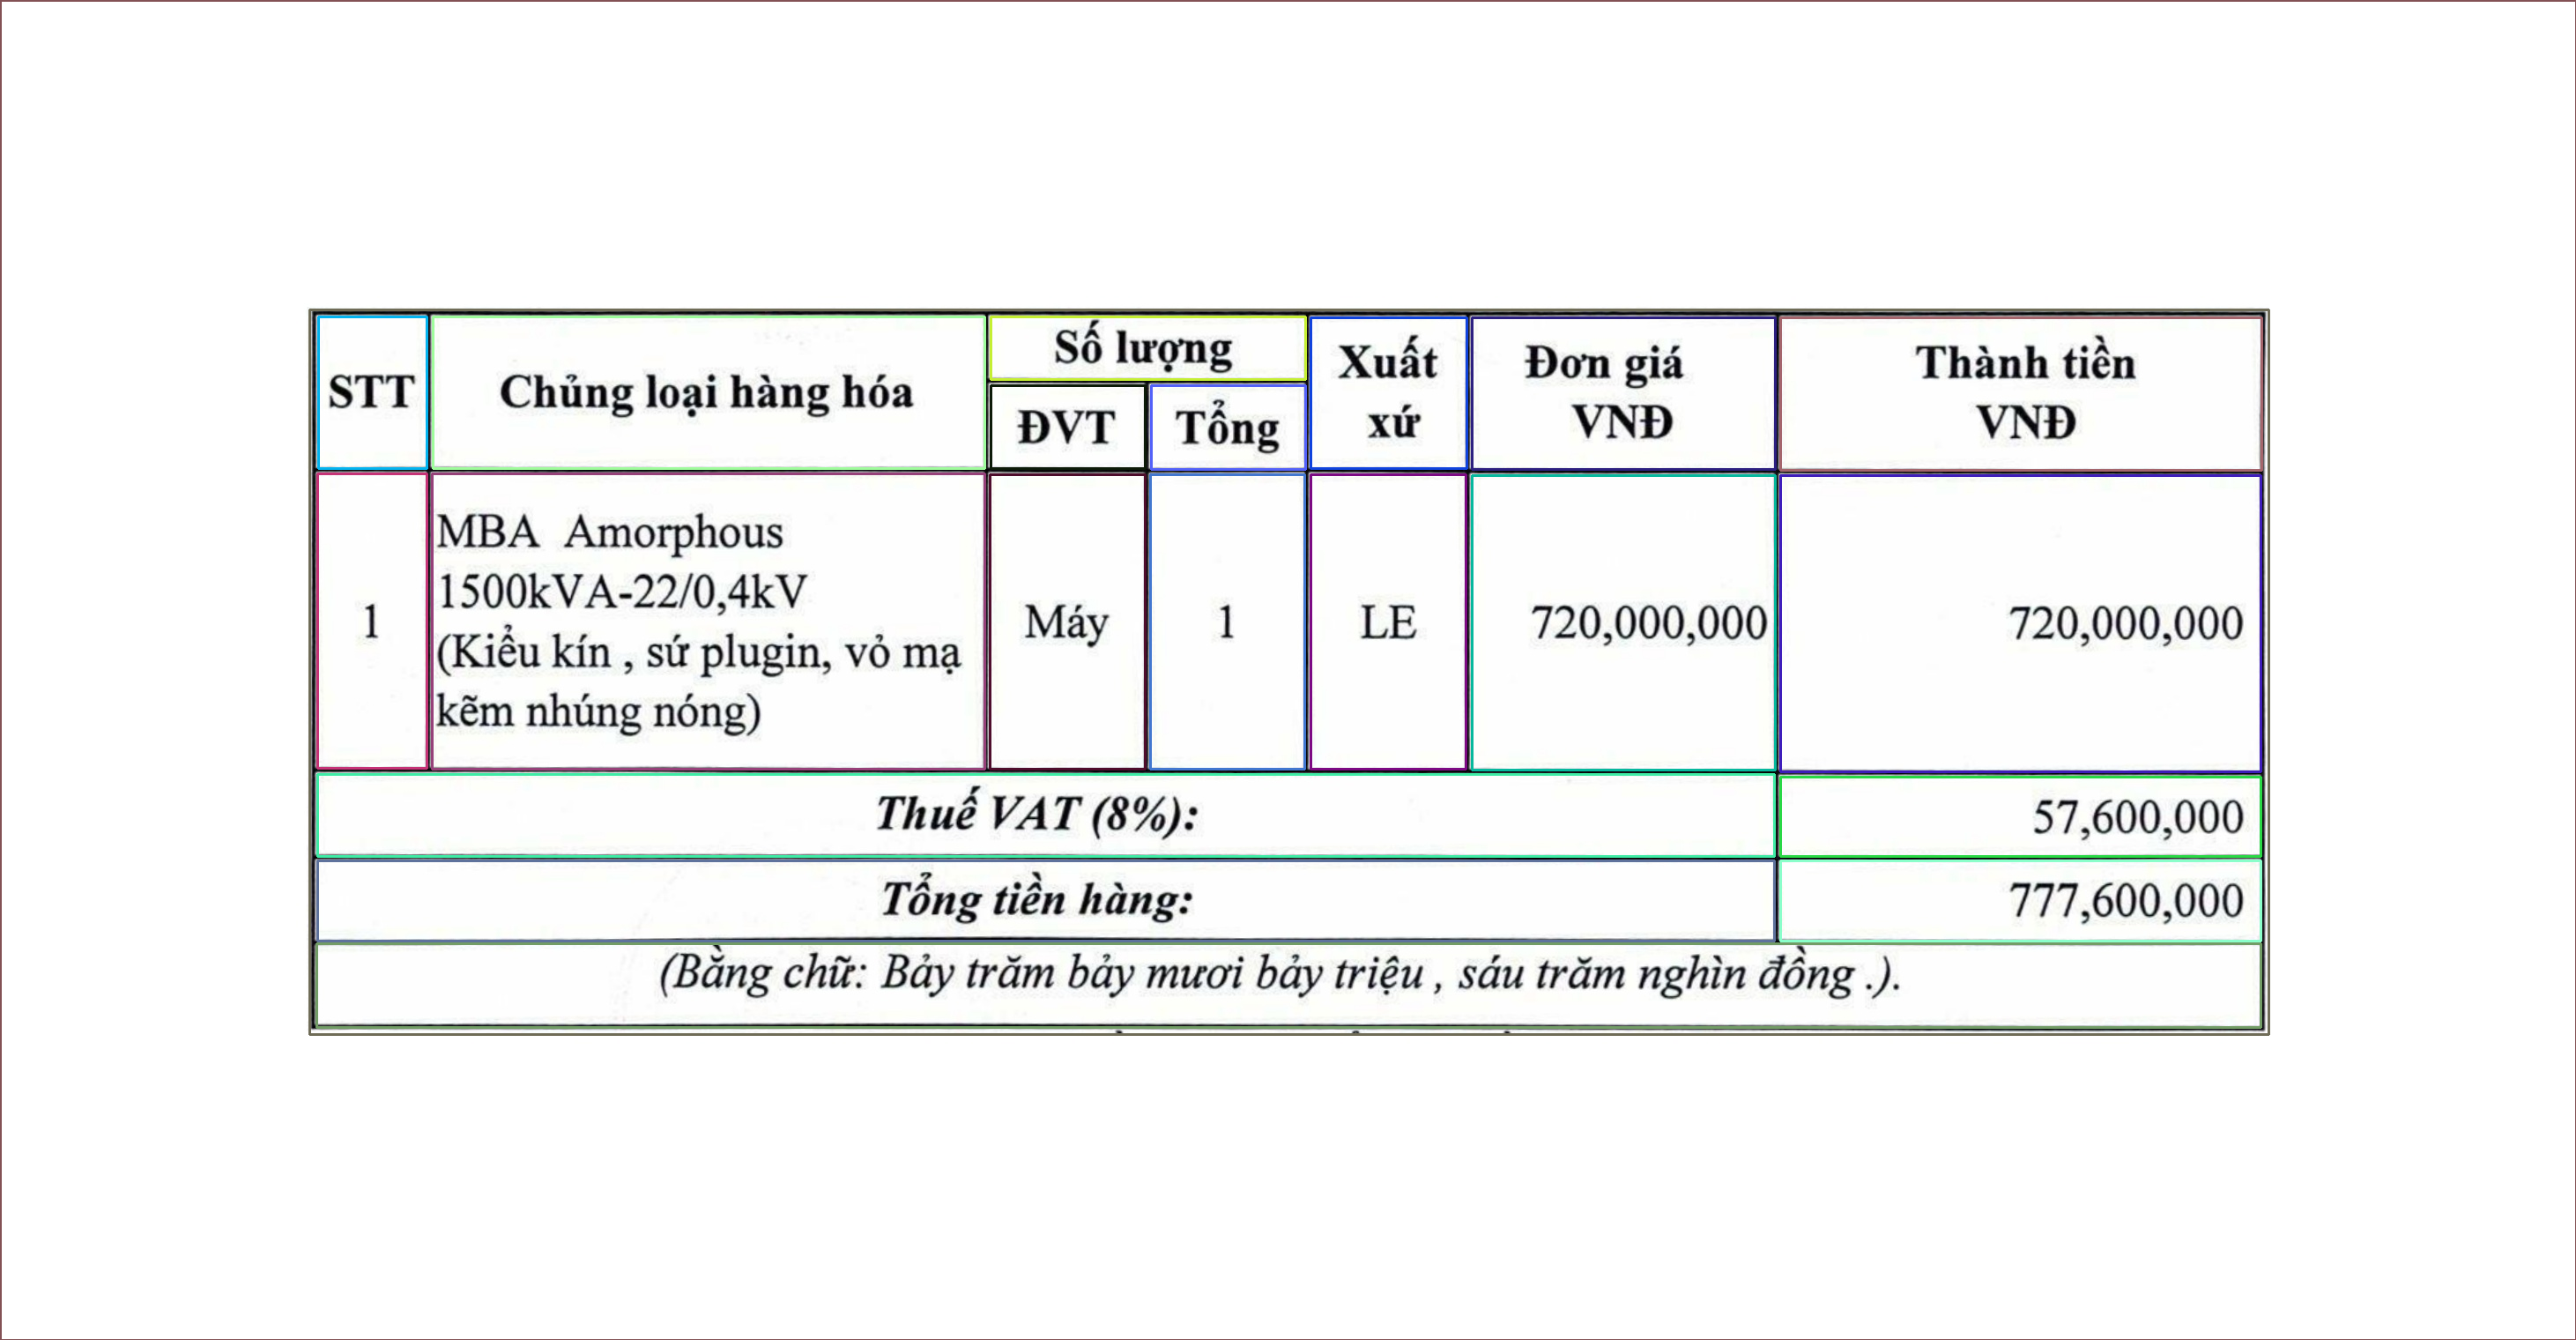 STT
Chủng loại hàng hóa
Số lượng
ĐVT
Tổng
Xuất
xứ
Đơn giá
VNĐ
Thành tiền
VNĐ
1
MBA Amorphous
1500kVA-22/0,4kV
(Kiểu kín , sứ plugin, vỏ mạ
kẽm nhúng nóng)
Máy
1
LE
720,000,000
720,000,000
Thuế VAT (8%):
57,600,000
Tổng tiền hàng:
777,600,000
(Bằng chữ: Bảy trăm bảy mươi bảy triệu , sáu trăm nghìn đồng .).